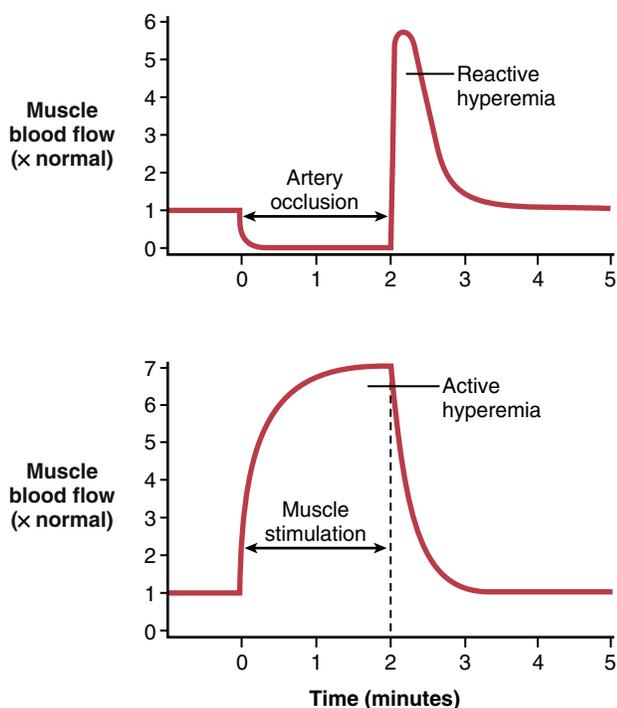 6
5
4
3
2
1
0
Muscle
blood flow
(× normal)
Reactive
hyperemia
Artery
occlusion
0 1 2 3 4 5
7
6
5
4
3
2
1
0
Muscle
blood flow
(× normal)
Active
hyperemia
Muscle
stimulation
0 1 2 3 4 5
Time (minutes)